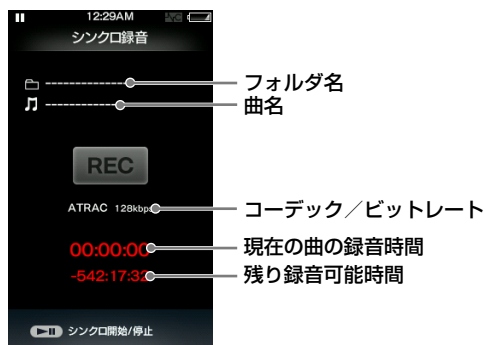 12:29AM
シンクロ録音
-------------- フォルダ名
-------------- 曲名
REC
ATRAC 128kbps コーデック／ビットレート
00:00:00 現在の曲の録音時間
-542:17:32 残り録音可能時間
シンクロ開始/停止